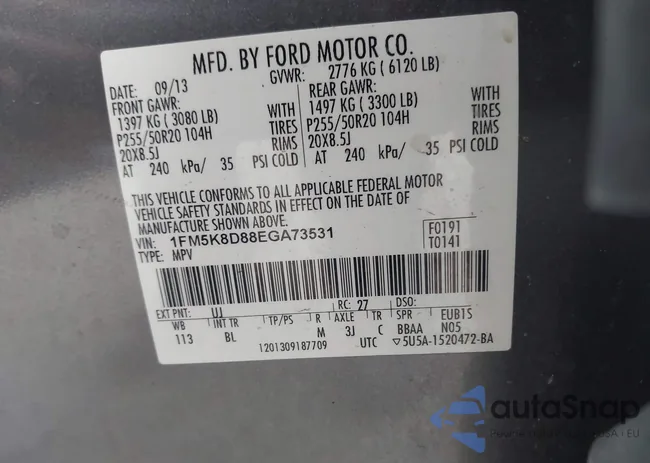 MFD. BY FORD MOTOR CO.
DATE: 09/13 GVWR: 2776 KG ( 6120 LB)
FRONT GAWR: REAR GAWR:
1397 KG ( 3080 LB) WITH 1497 KG ( 3300 LB) WITH
P255/50R20 104H TIRES P255/50R20 104H TIRES
20X8.5J RIMS 20X8.5J RIMS
AT 240 kPa/ 35 PSI COLD AT 240 kPa/ 35 PSI COLD
THIS VEHICLE CONFORMS TO ALL APPLICABLE FEDERAL MOTOR
VEHICLE SAFETY STANDARDS IN EFFECT ON THE DATE OF
MANUFACTURE SHOWN ABOVE.
VIN: 1FM5K8D88EGA73531 F0191
TYPE: MPV T0141
EXT PNT: UJ RC: 27 DSO:
WB INT TR TP/PS R AXLE TR SPR EUB1S
113 BL M 3J C BBAA N05
1201309187709 UTC ▽5U5A-1520472-BA
autoSnap